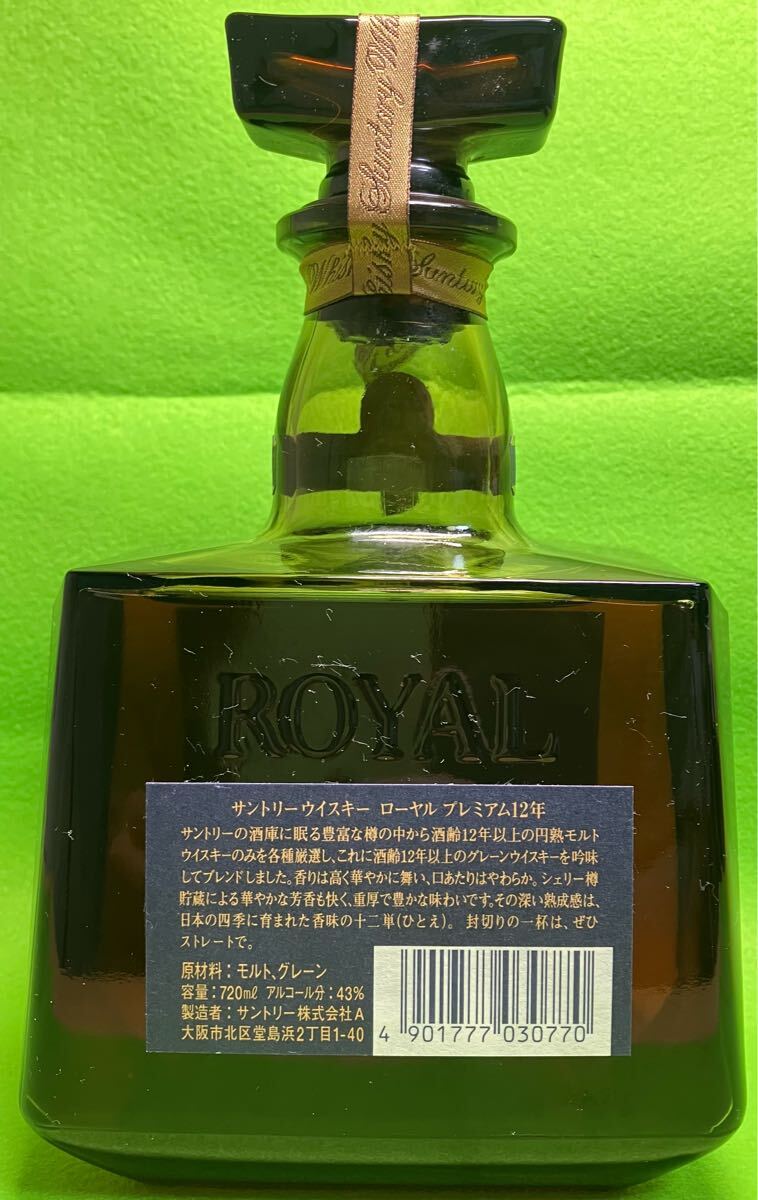 Suntory Whisky
Whisky Suntory
ROYAL
サントリーウイスキー ローヤル プレミアム12年
サントリーの酒庫に眠る豊富な樽の中から酒齢12年以上の円熟モルト
ウイスキーのみを各種厳選し、これに酒齢12年以上のグレーンウイスキーを吟味
してブレンドしました。香りは高く華やかに舞い、口あたりはやわらか。シェリー樽
貯蔵による華やかな芳香も快く、重厚で豊かな味わいです。その深い熟成感は、
日本の四季に育まれた香味の十二単(ひとえ)。 封切りの一杯は、ぜひ
ストレートで。
原材料：モルト、グレーン
容量：720mℓ アルコール分：43%
製造者：サントリー株式会社A
大阪市北区堂島浜2丁目1-40
4 901777 030770